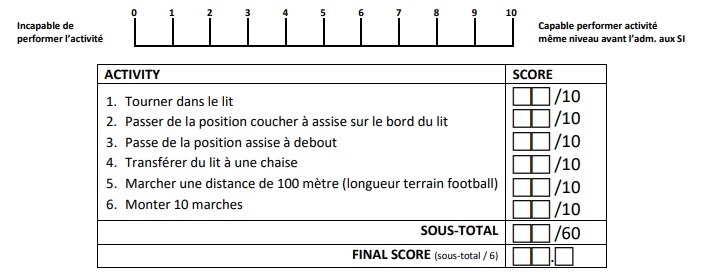 0 1 2 3 4 5 6 7 8 9 10
Incapable de
performer l'activité
Capable performer activité
même niveau avant l'adm. aux SI
ACTIVITY SCORE
1. Tourner dans le lit /10
2. Passer de la position coucher à assise sur le bord du lit /10
3. Passe de la position assise à debout /10
4. Transférer du lit à une chaise /10
5. Marcher une distance de 100 mètre (longueur terrain football) /10
6. Monter 10 marches /10
SOUS-TOTAL /60
FINAL SCORE (sous-total / 6) .